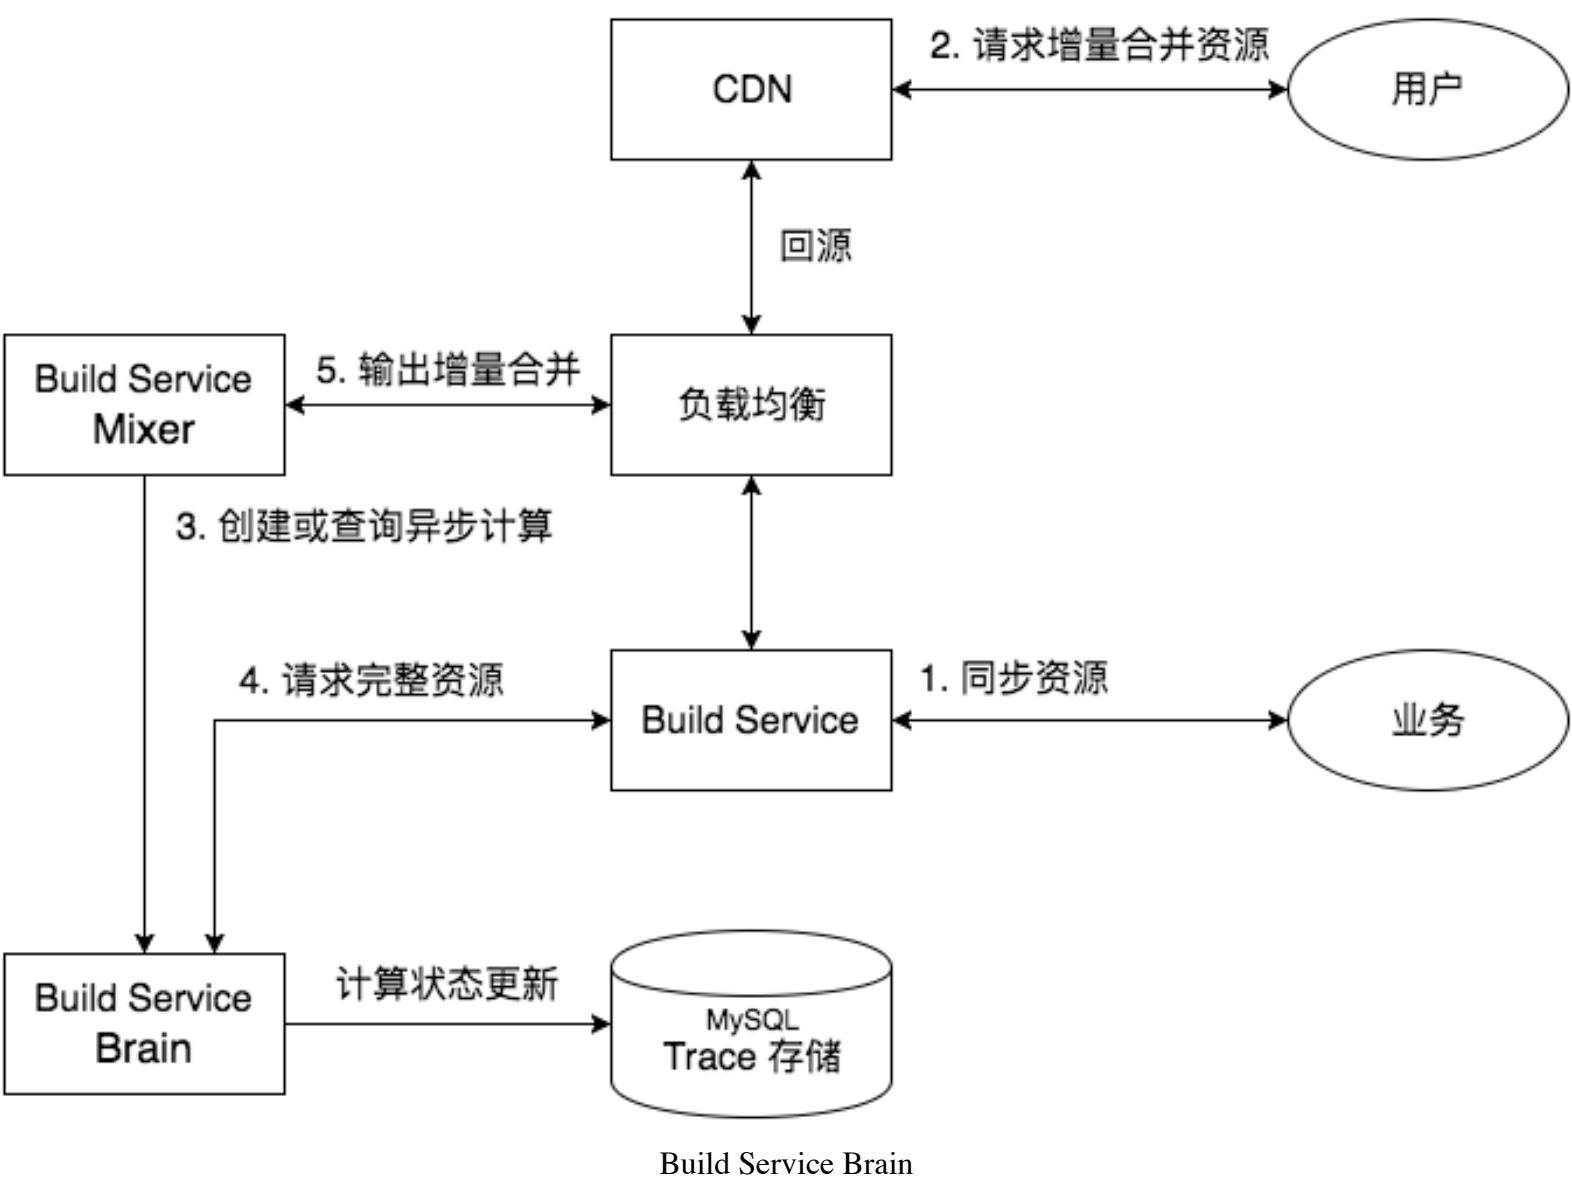 2. 请求增量合并资源
CDN
用户
回源
5. 输出增量合并
Build Service
Mixer
负载均衡
3. 创建或查询异步计算
4. 请求完整资源
1. 同步资源
Build Service
业务
计算状态更新
Build Service
Brain
MySQL
Trace 存储
Build Service Brain